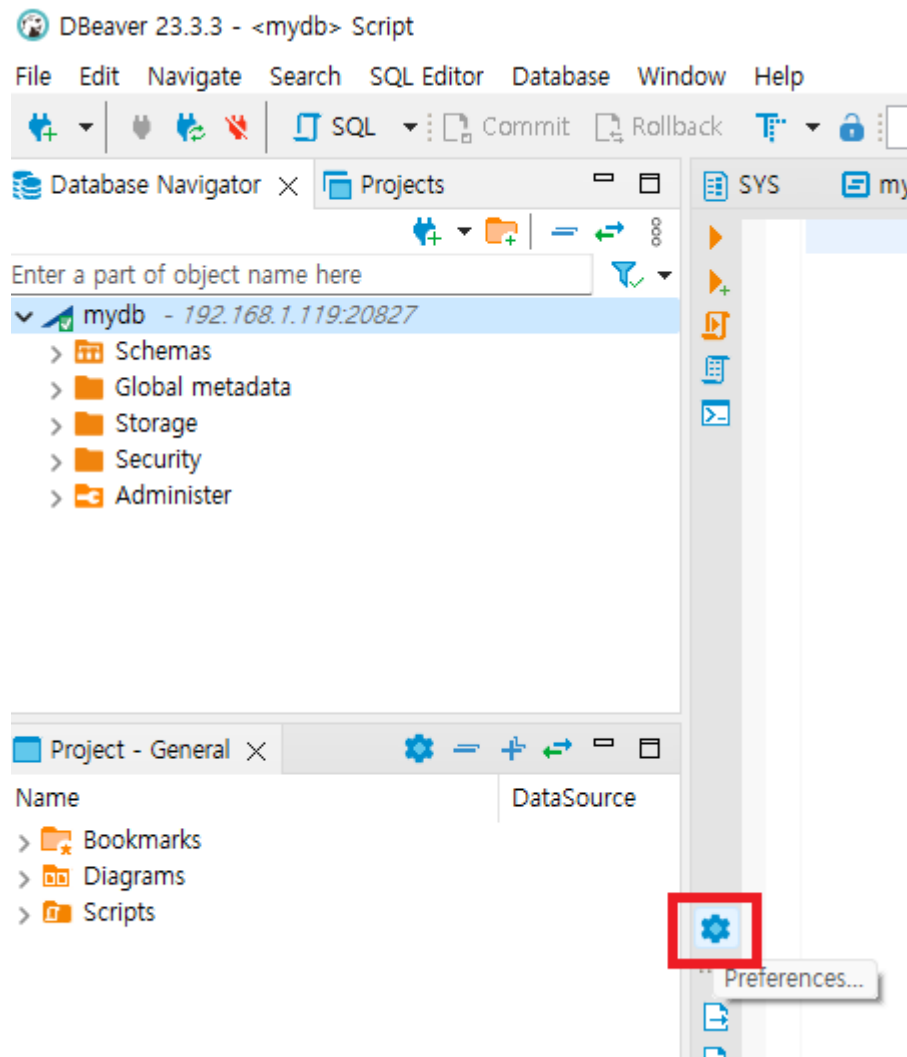 DBeaver 23.3.3 - <mydb> Script
File Edit Navigate Search SQL Editor Database Window Help
SQL Commit Rollback
Database Navigator Projects SYS my
Enter a part of object name here
mydb - 192.168.1.119:20827
Schemas
Global metadata
Storage
Security
Administer
Project - General
Name DataSource
Bookmarks
Diagrams
Scripts
Preferences...